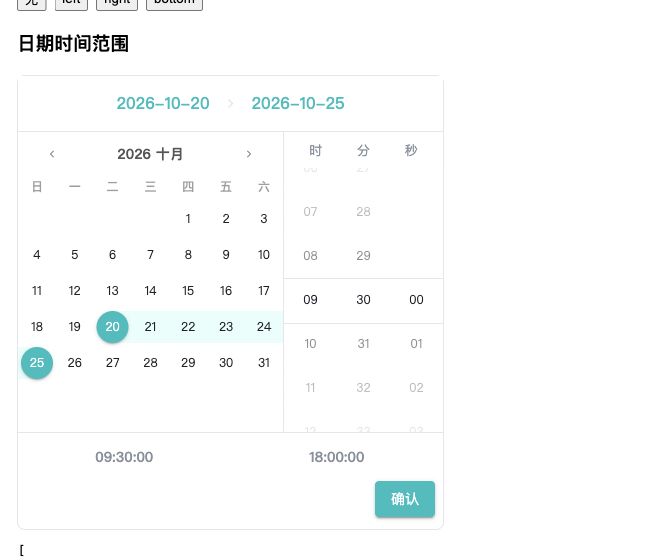 无 left right bottom
日期时间范围
2026-10-20 > 2026-10-25
< 2026 十月 >
日 一 二 三 四 五 六
1 2 3
4 5 6 7 8 9 10
11 12 13 14 15 16 17
18 19 20 21 22 23 24
25 26 27 28 29 30 31
时 分 秒
07 28
08 29
09 30 00
10 31 01
11 32 02
09:30:00 18:00:00
确认
[